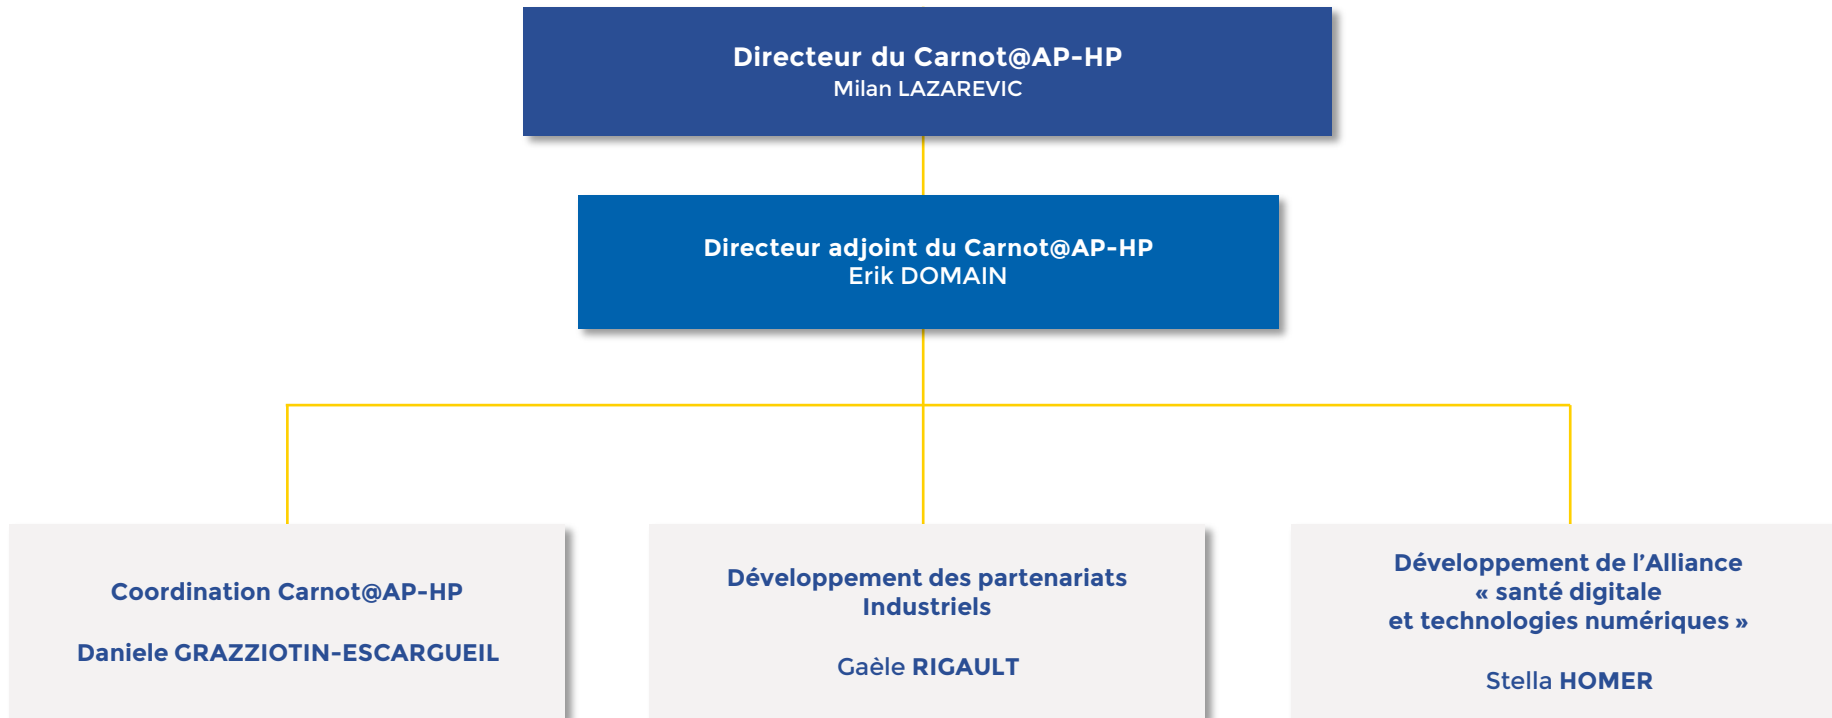 Directeur du Carnot@AP-HP
Milan LAZAREVIC
Directeur adjoint du Carnot@AP-HP
Erik DOMAIN
Coordination Carnot@AP-HP
Daniele GRAZZIOTIN-ESCARGUEIL
Développement des partenariats
Industriels
Gaèle RIGAULT
Développement de l’Alliance
« santé digitale
et technologies numériques »
Stella HOMER